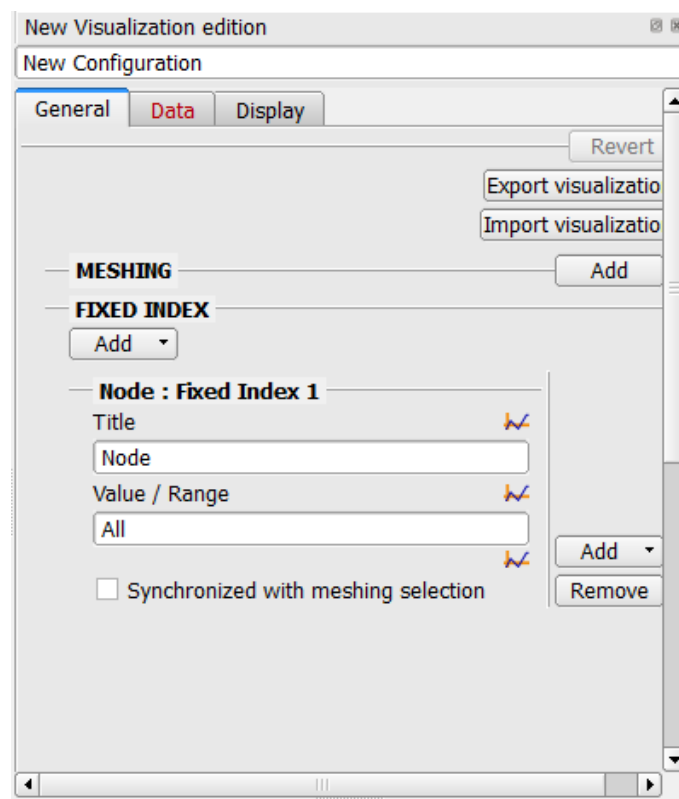 New Visualization edition
New Configuration
General Data Display
Revert
Export visualizatio
Import visualizatio
MESHING Add
FIXED INDEX
Add
Node : Fixed Index 1
Title
Node
Value / Range
All
Add
Synchronized with meshing selection Remove